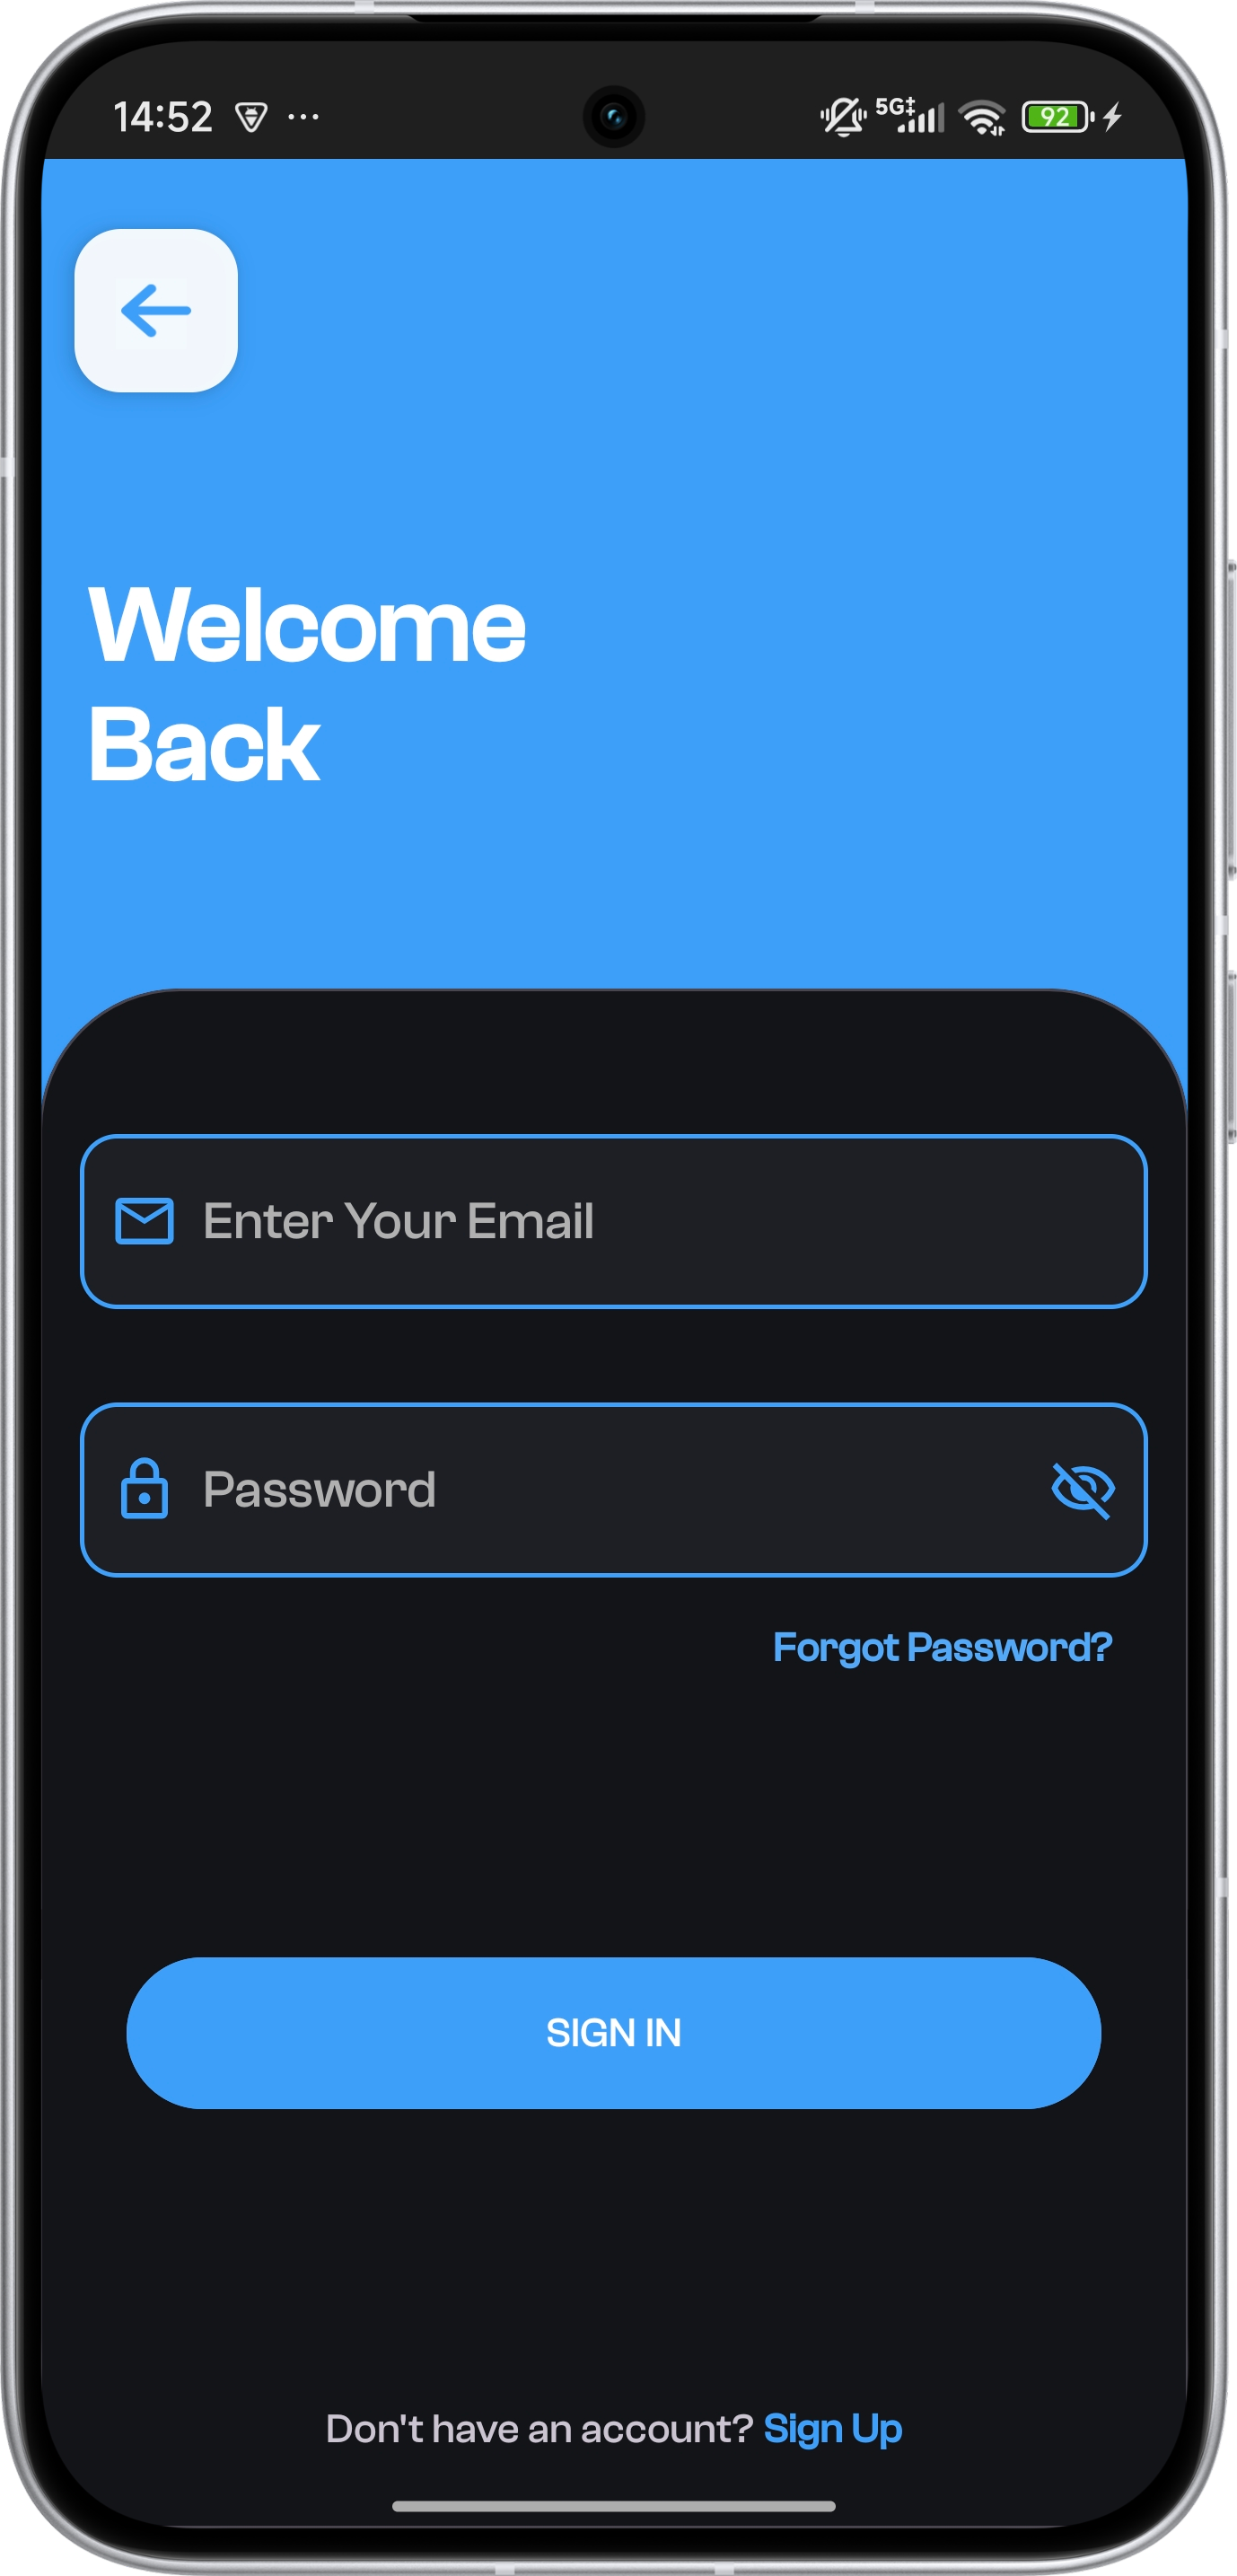 14:52 ...
5G‡ 92
Welcome
Back
Enter Your Email
Password
Forgot Password?
SIGN IN
Don't have an account? Sign Up